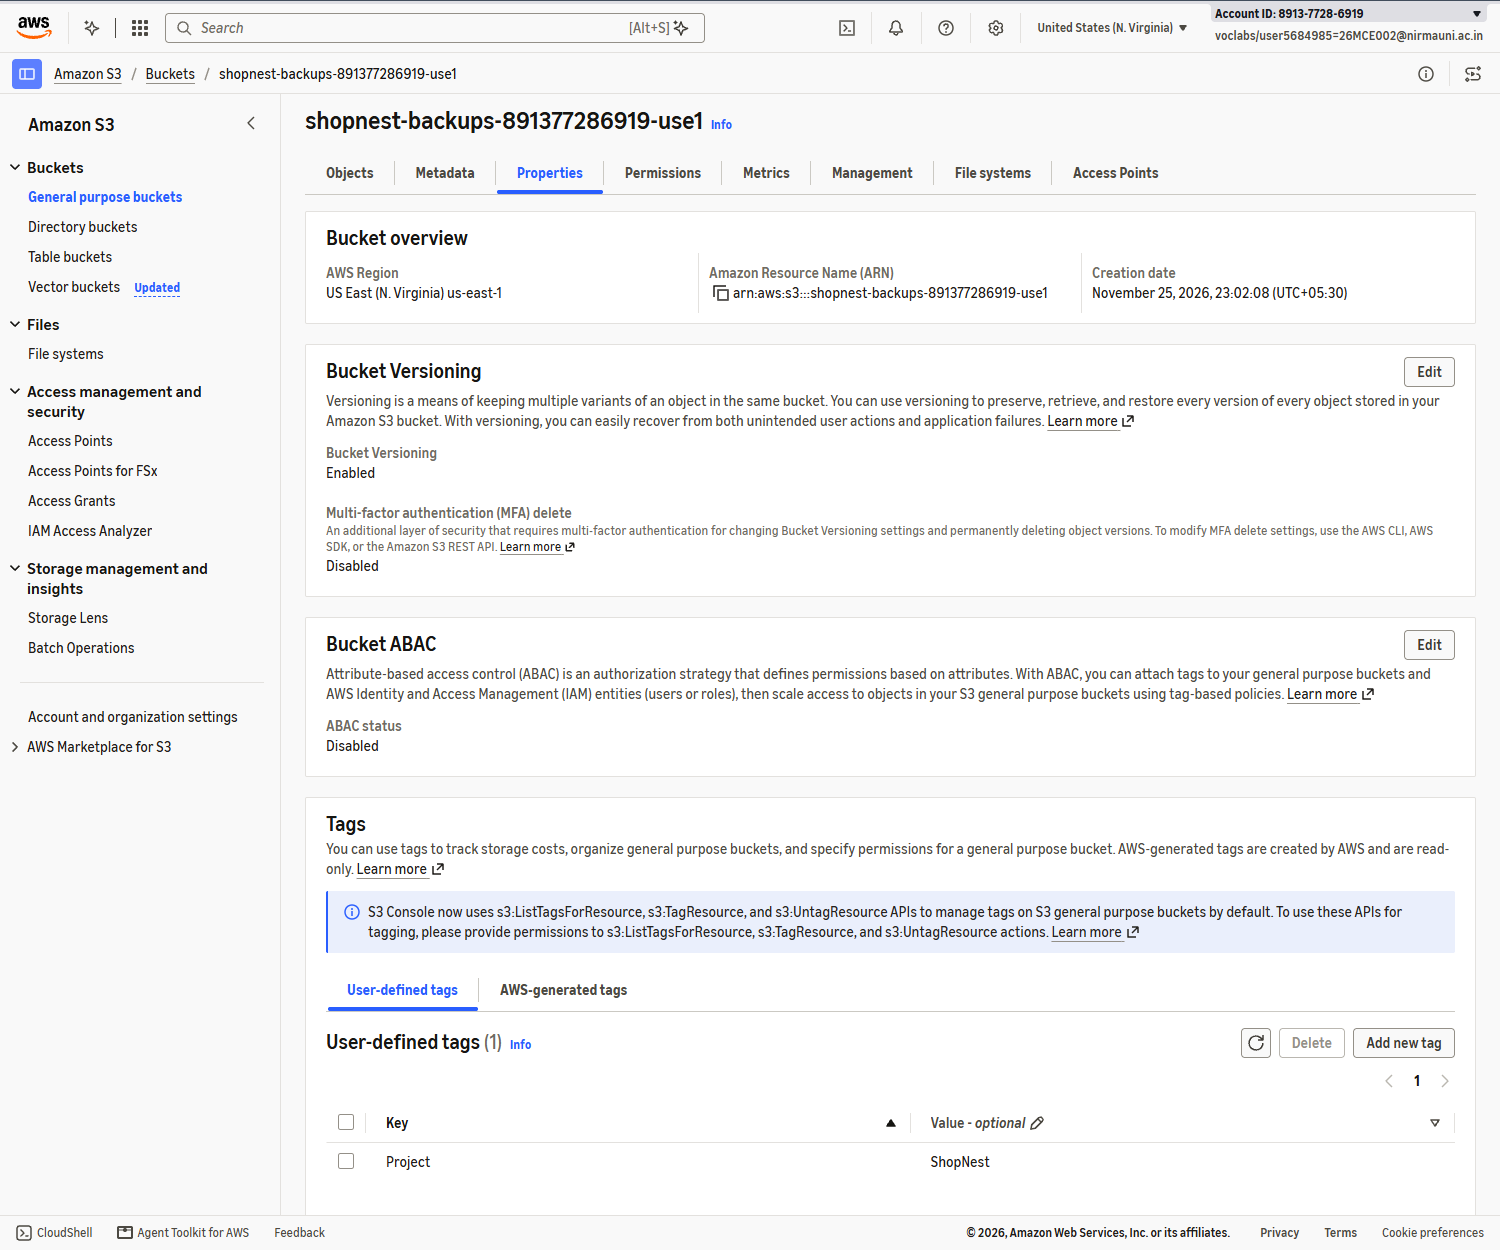 aws
Search
[Alt+S]
United States (N. Virginia)
Account ID: 8913-7728-6919
voclabs/user5684985=26MCE002@nirmauni.ac.in
Amazon S3 / Buckets / shopnest-backups-891377286919-use1
Amazon S3
Buckets
General purpose buckets
Directory buckets
Table buckets
Vector buckets Updated
Files
File systems
Access management and
security
Access Points
Access Points for FSx
Access Grants
IAM Access Analyzer
Storage management and
insights
Storage Lens
Batch Operations
Account and organization settings
AWS Marketplace for S3
shopnest-backups-891377286919-use1 Info
Objects Metadata Properties Permissions Metrics Management File systems Access Points
Bucket overview
AWS Region
US East (N. Virginia) us-east-1
Amazon Resource Name (ARN)
arn:aws:s3:::shopnest-backups-891377286919-use1
Creation date
November 25, 2026, 23:02:08 (UTC+05:30)
Bucket Versioning
Edit
Versioning is a means of keeping multiple variants of an object in the same bucket. You can use versioning to preserve, retrieve, and restore every version of every object stored in your
Amazon S3 bucket. With versioning, you can easily recover from both unintended user actions and application failures. Learn more
Bucket Versioning
Enabled
Multi-factor authentication (MFA) delete
An additional layer of security that requires multi-factor authentication for changing Bucket Versioning settings and permanently deleting object versions. To modify MFA delete settings, use the AWS CLI, AWS
SDK, or the Amazon S3 REST API. Learn more
Disabled
Bucket ABAC
Edit
Attribute-based access control (ABAC) is an authorization strategy that defines permissions based on attributes. With ABAC, you can attach tags to your general purpose buckets and
AWS Identity and Access Management (IAM) entities (users or roles), then scale access to objects in your S3 general purpose buckets using tag-based policies. Learn more
ABAC status
Disabled
Tags
You can use tags to track storage costs, organize general purpose buckets, and specify permissions for a general purpose bucket. AWS-generated tags are created by AWS and are read-
only. Learn more
S3 Console now uses s3:ListTagsForResource, s3:TagResource, and s3:UntagResource APIs to manage tags on S3 general purpose buckets by default. To use these APIs for
tagging, please provide permissions to s3:ListTagsForResource, s3:TagResource, and s3:UntagResource actions. Learn more
User-defined tags AWS-generated tags
User-defined tags (1) Info
Delete Add new tag
1
Key Value - optional
Project ShopNest
CloudShell Agent Toolkit for AWS Feedback
© 2026, Amazon Web Services, Inc. or its affiliates. Privacy Terms Cookie preferences